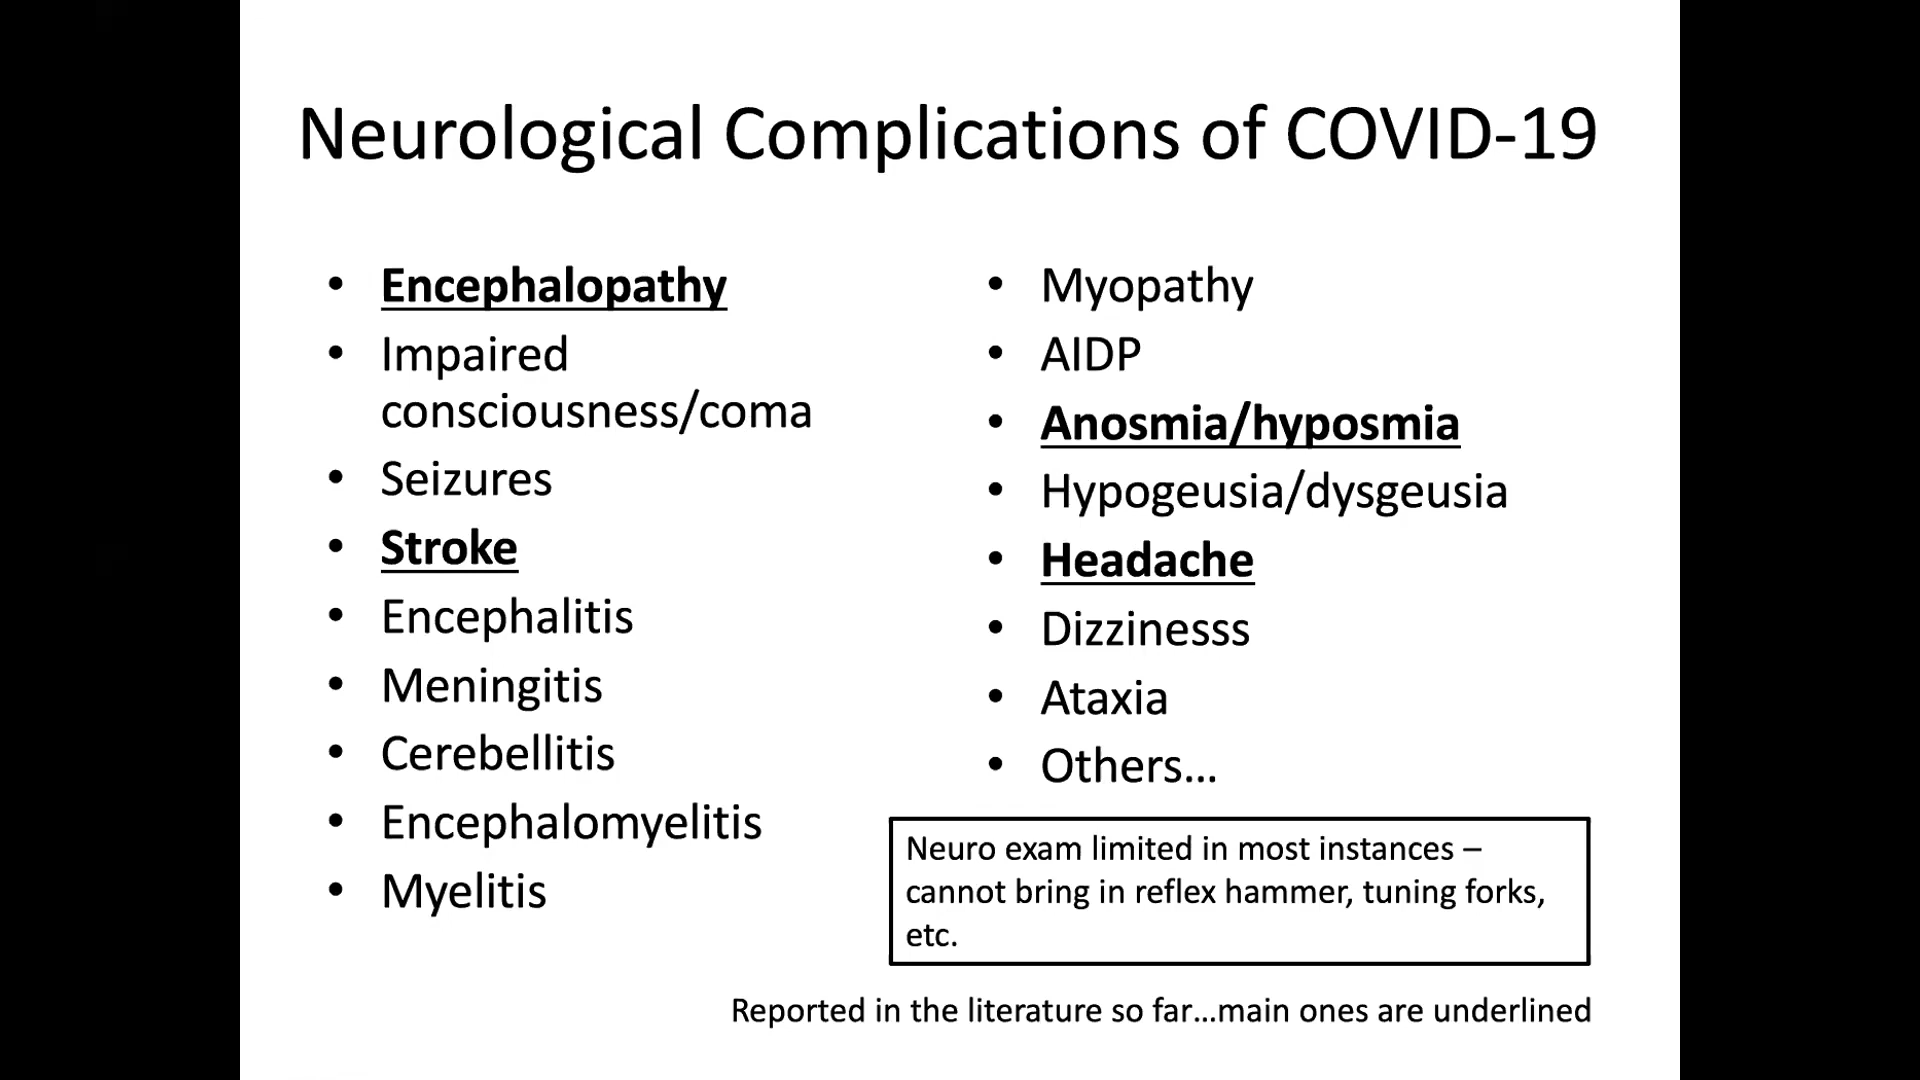 Neurological Complications of COVID-19
• Encephalopathy
• Impaired
consciousness/coma
• Seizures
• Stroke
• Encephalitis
• Meningitis
• Cerebellitis
• Encephalomyelitis
• Myelitis
• Myopathy
• AIDP
• Anosmia/hyposmia
• Hypogeusia/dysgeusia
• Headache
• Dizzinesss
• Ataxia
• Others…
Neuro exam limited in most instances –
cannot bring in reflex hammer, tuning forks,
etc.
Reported in the literature so far…main ones are underlined